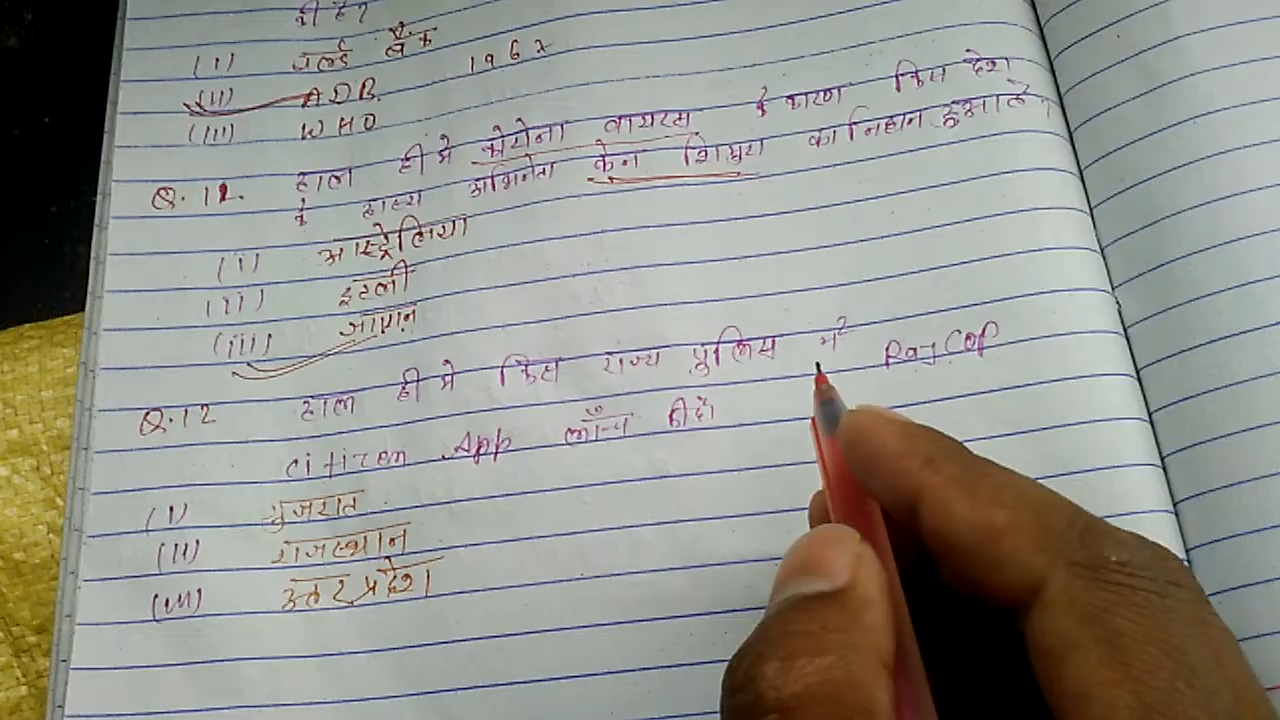 की है?
(I) वर्ल्ड बैंक
(II) ADB. 1967
(III) WHO
Q.11. हाल ही मे कोरोना वायरस के कारण किस देश
के हास्य अभिनेता केन शिमुरा का निधन हुआ है।
(i) आस्ट्रेलिया
(ii) इटली
(iii) जापान
Q.12 हाल ही मे किस राज्य पुलिस ने Raj Cop
citizen App लॉन्च की है।
(I) गुजरात
(II) राजस्थान
(III) उत्तर प्रदेश